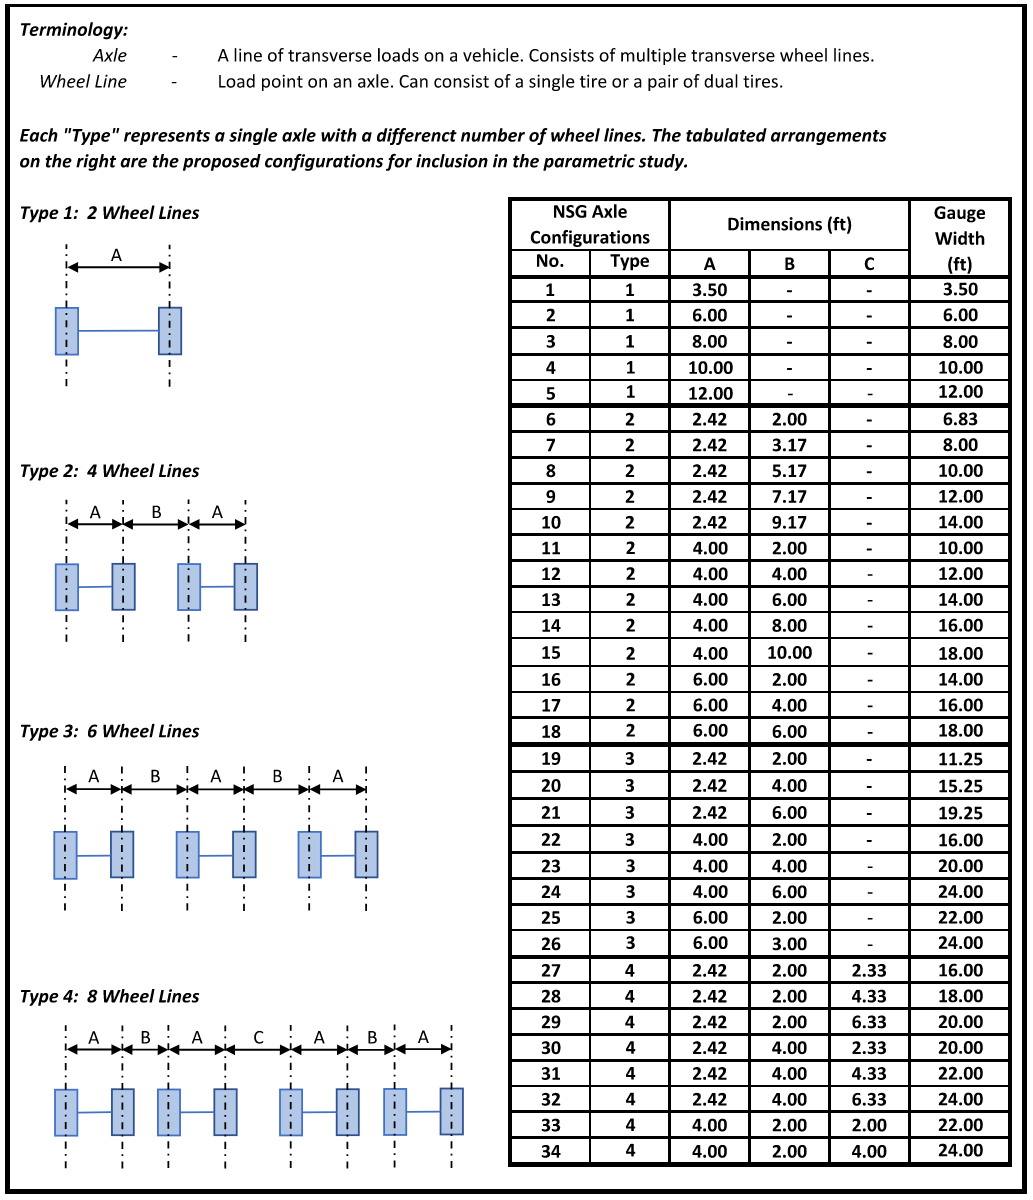 Terminology:
Axle - A line of transverse loads on a vehicle. Consists of multiple transverse wheel lines.
Wheel Line - Load point on an axle. Can consist of a single tire or a pair of dual tires.
Each "Type" represents a single axle with a differenct number of wheel lines. The tabulated arrangements
on the right are the proposed configurations for inclusion in the parametric study.
Type 1: 2 Wheel Lines
A
Type 2: 4 Wheel Lines
A B A
Type 3: 6 Wheel Lines
A B A B A
Type 4: 8 Wheel Lines
A B A C A B A
NSG Axle Configurations Dimensions (ft) Gauge Width (ft)
No. Type A B C
1 1 3.50 - - 3.50
2 1 6.00 - - 6.00
3 1 8.00 - - 8.00
4 1 10.00 - - 10.00
5 1 12.00 - - 12.00
6 2 2.42 2.00 - 6.83
7 2 2.42 3.17 - 8.00
8 2 2.42 5.17 - 10.00
9 2 2.42 7.17 - 12.00
10 2 2.42 9.17 - 14.00
11 2 4.00 2.00 - 10.00
12 2 4.00 4.00 - 12.00
13 2 4.00 6.00 - 14.00
14 2 4.00 8.00 - 16.00
15 2 4.00 10.00 - 18.00
16 2 6.00 2.00 - 14.00
17 2 6.00 4.00 - 16.00
18 2 6.00 6.00 - 18.00
19 3 2.42 2.00 - 11.25
20 3 2.42 4.00 - 15.25
21 3 2.42 6.00 - 19.25
22 3 4.00 2.00 - 16.00
23 3 4.00 4.00 - 20.00
24 3 4.00 6.00 - 24.00
25 3 6.00 2.00 - 22.00
26 3 6.00 3.00 - 24.00
27 4 2.42 2.00 2.33 16.00
28 4 2.42 2.00 4.33 18.00
29 4 2.42 2.00 6.33 20.00
30 4 2.42 4.00 2.33 20.00
31 4 2.42 4.00 4.33 22.00
32 4 2.42 4.00 6.33 24.00
33 4 4.00 2.00 2.00 22.00
34 4 4.00 2.00 4.00 24.00